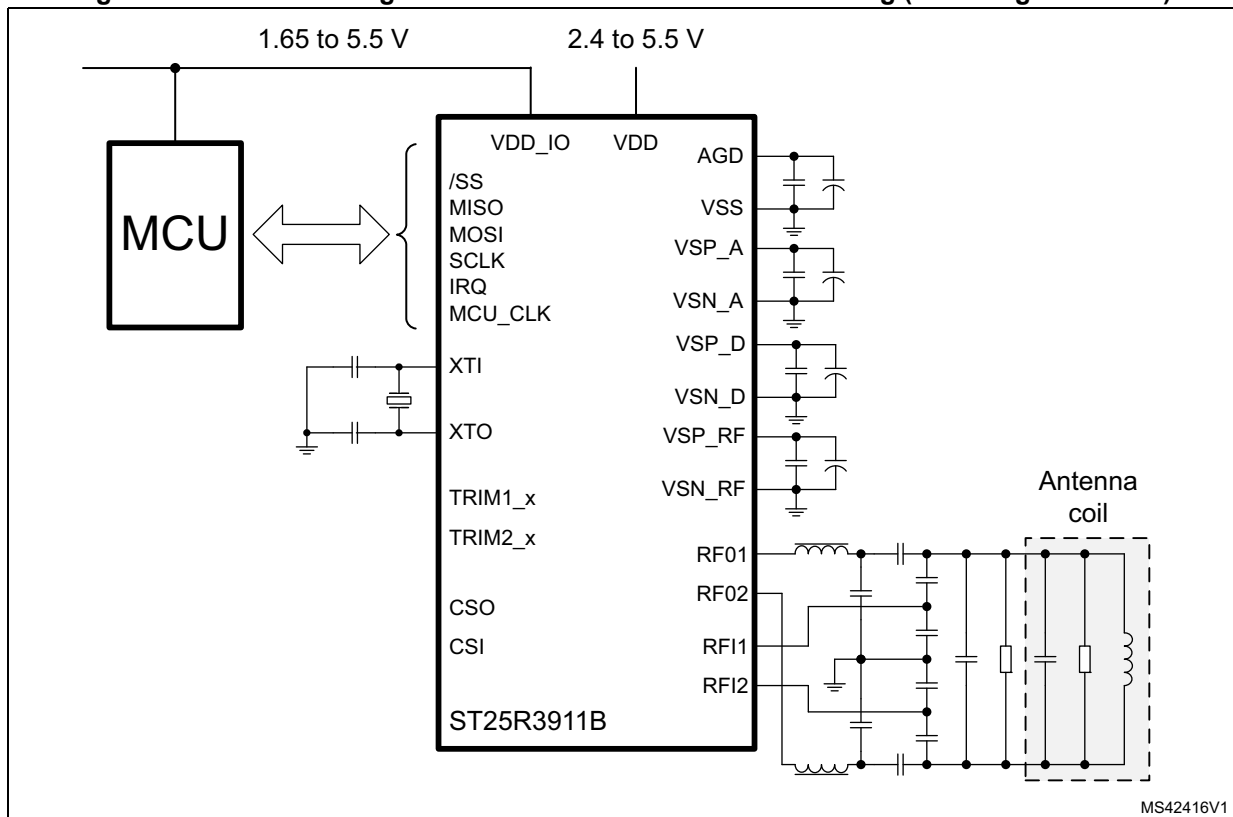 1.65 to 5.5 V
2.4 to 5.5 V
MCU
VDD_IO
VDD
/SS
MISO
MOSI
SCLK
IRQ
MCU_CLK
XTI
XTO
TRIM1_x
TRIM2_x
CSO
CSI
ST25R3911B
AGD
VSS
VSP_A
VSN_A
VSP_D
VSN_D
VSP_RF
VSN_RF
RF01
RF02
RFI1
RFI2
Antenna
coil
MS42416V1